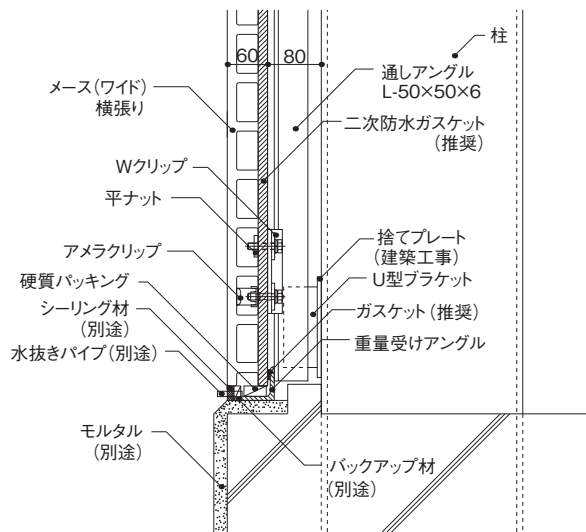 60
80
柱
通しアングル
L-50×50×6
メース(ワイド)
横張り
二次防水ガスケット
(推奨)
Wクリップ
平ナット
捨てプレート
(建築工事)
アメラクリップ
U型ブラケット
硬質パッキング
シーリング材
(別途)
ガスケット(推奨)
水抜きパイプ(別途)
重量受けアングル
モルタル
(別途)
バックアップ材
(別途)